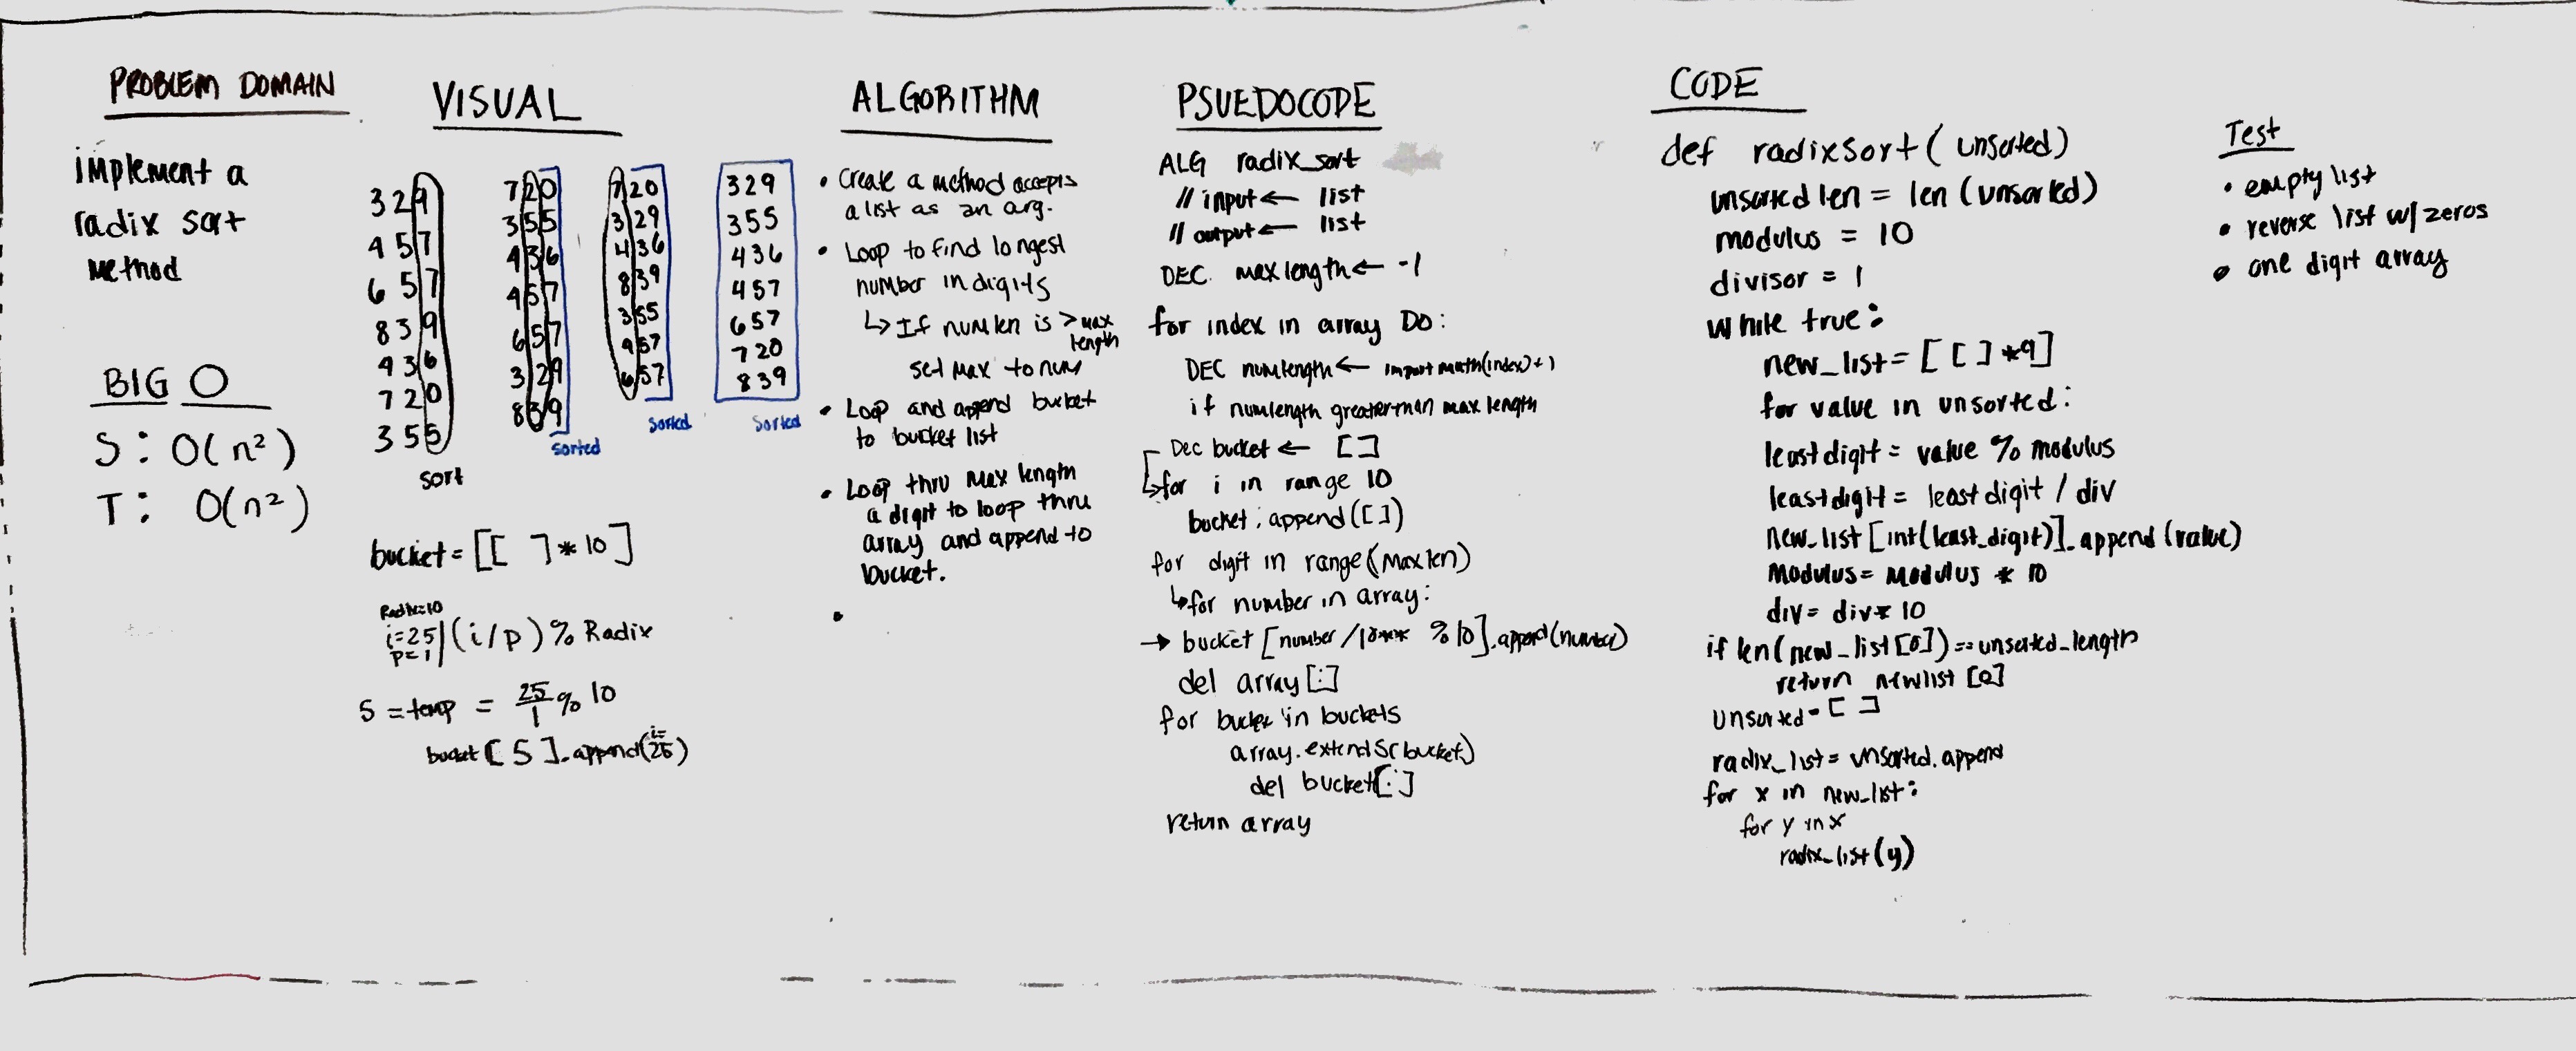 PROBLEM DOMAIN
implement a
radix sort
method
BIG O
S: O(n²)
T: O(n²)
VISUAL
329
457
657
839
436
720
355
sort
720
355
436
457
657
329
839
sorted
720
329
436
839
355
457
657
sorted
329
355
436
457
657
720
839
sorted
bucket = [[ ] * 10]
Radix=10
i=25
p=1
(i/p) % Radix
5 = temp = 25/1 % 10
bucket [5].append(25)
i=
ALGORITHM
• Create a method accepts
a list as an arg.
• Loop to find longest
number in digits
↳ If numlen is > max
length
set max to num
• Loop and append bucket
to bucket list
• Loop thru max length
a digit to loop thru
array and append to
bucket.
•
PSUEDOCODE
ALG radix_sort
// input ← list
// output ← list
DEC max length ← -1
for index in array DO:
DEC numlength ← import math(index)+1
if numlength greaterthan max length
Dec bucket ← []
↳ for i in range 10
bucket.append([])
for digit in range(maxlen)
↳ for number in array:
→ bucket [number /10** %10].append(number)
del array[:]
for bucket in buckets
array.extends(bucket)
del bucket[:]
return array
CODE
def radixsort(unsorted)
unsorted len = len (unsorted)
modulus = 10
divisor = 1
while true:
new_list = [[ ] *9]
for value in unsorted:
least digit = value % modulus
least digit = least digit / div
new_list [int(least_digit)].append (value)
Modulus = Modulus * 10
div = div * 10
if len(new_list[0]) == unsorted_length
return newlist [0]
unsorted = [ ]
radix_list = unsorted.append
for x in new_list:
for y in x
radix_list (y)
Test
• empty list
• reverse list w/ zeros
• one digit array